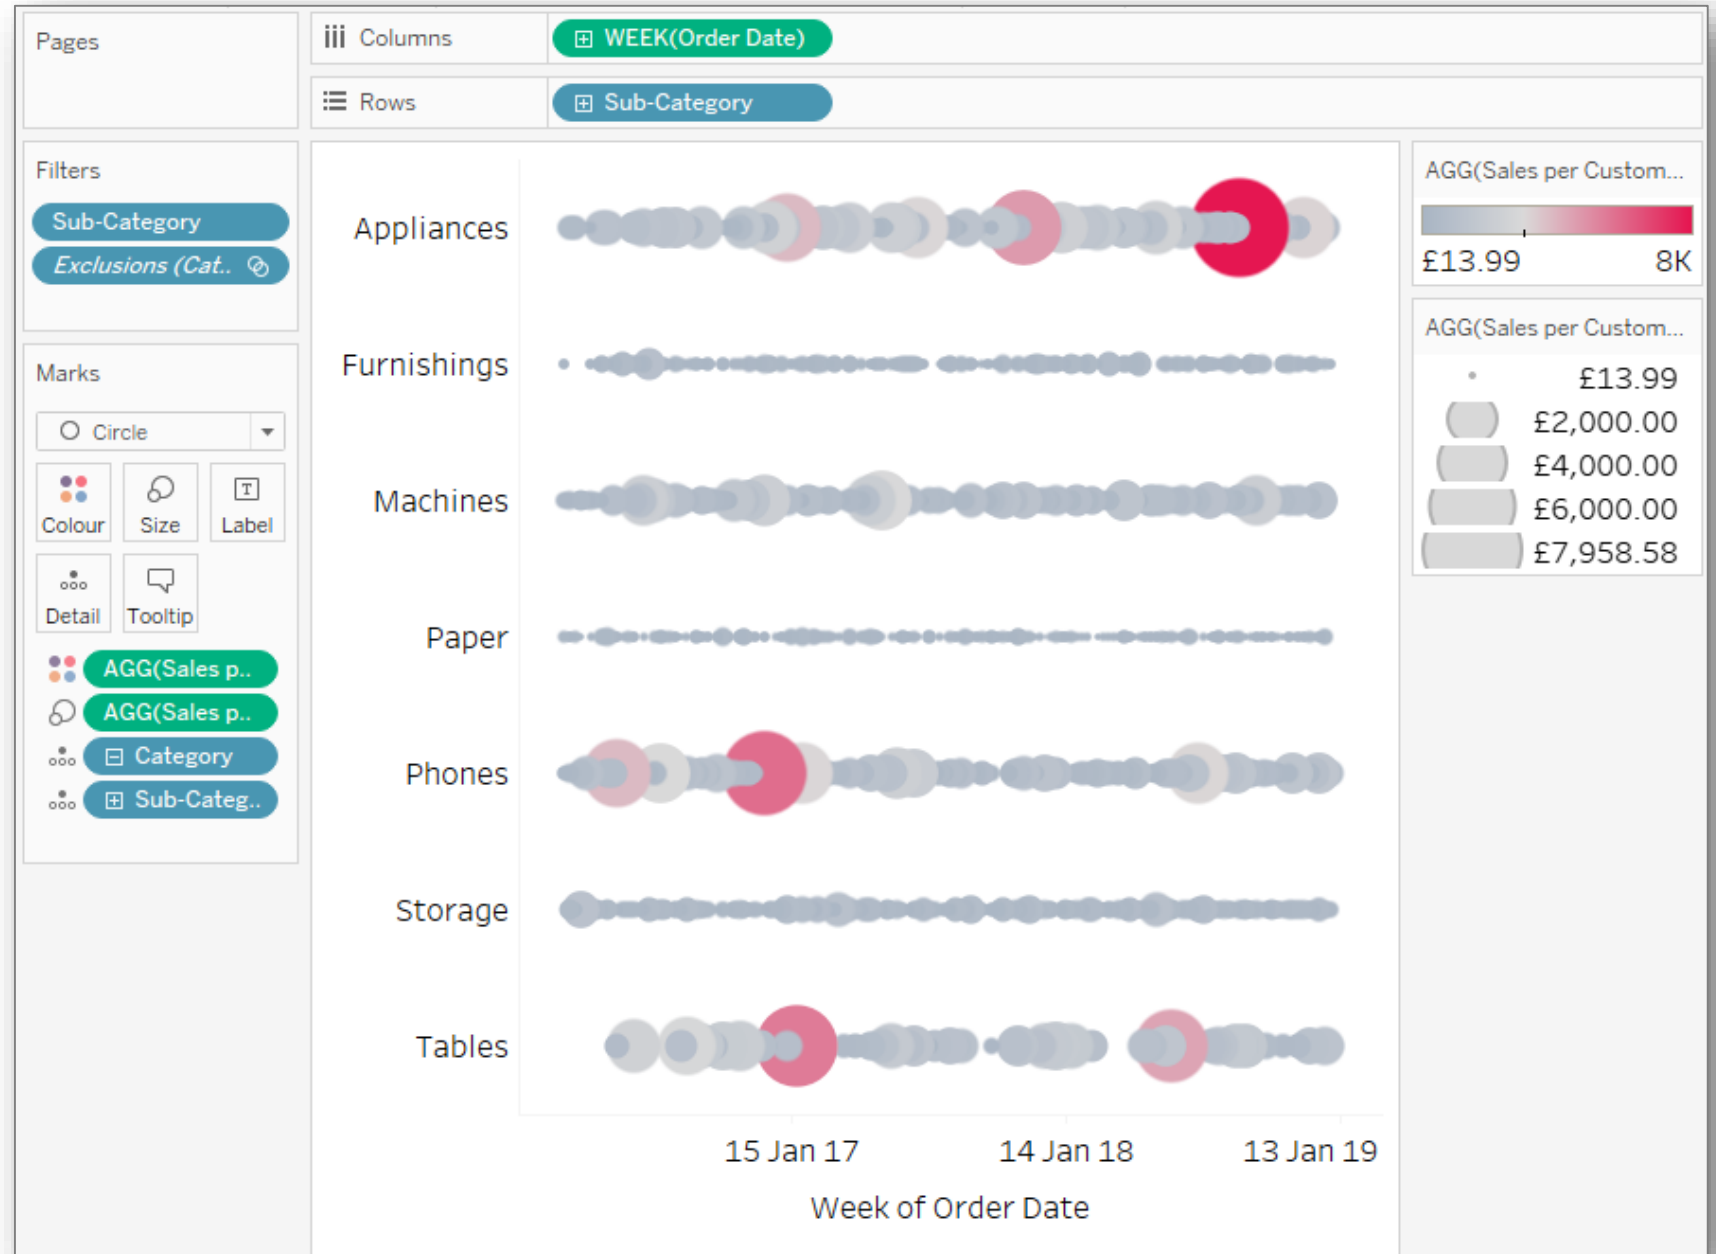 Pages
Columns
WEEK(Order Date)
Rows
Sub-Category
Filters
Sub-Category
Exclusions (Cat..
Marks
Circle
Colour
Size
Label
Detail
Tooltip
AGG(Sales p..
AGG(Sales p..
Category
Sub-Categ..
Appliances
Furnishings
Machines
Paper
Phones
Storage
Tables
15 Jan 17
14 Jan 18
13 Jan 19
Week of Order Date
AGG(Sales per Custom...
£13.99 8K
AGG(Sales per Custom...
£13.99
£2,000.00
£4,000.00
£6,000.00
£7,958.58